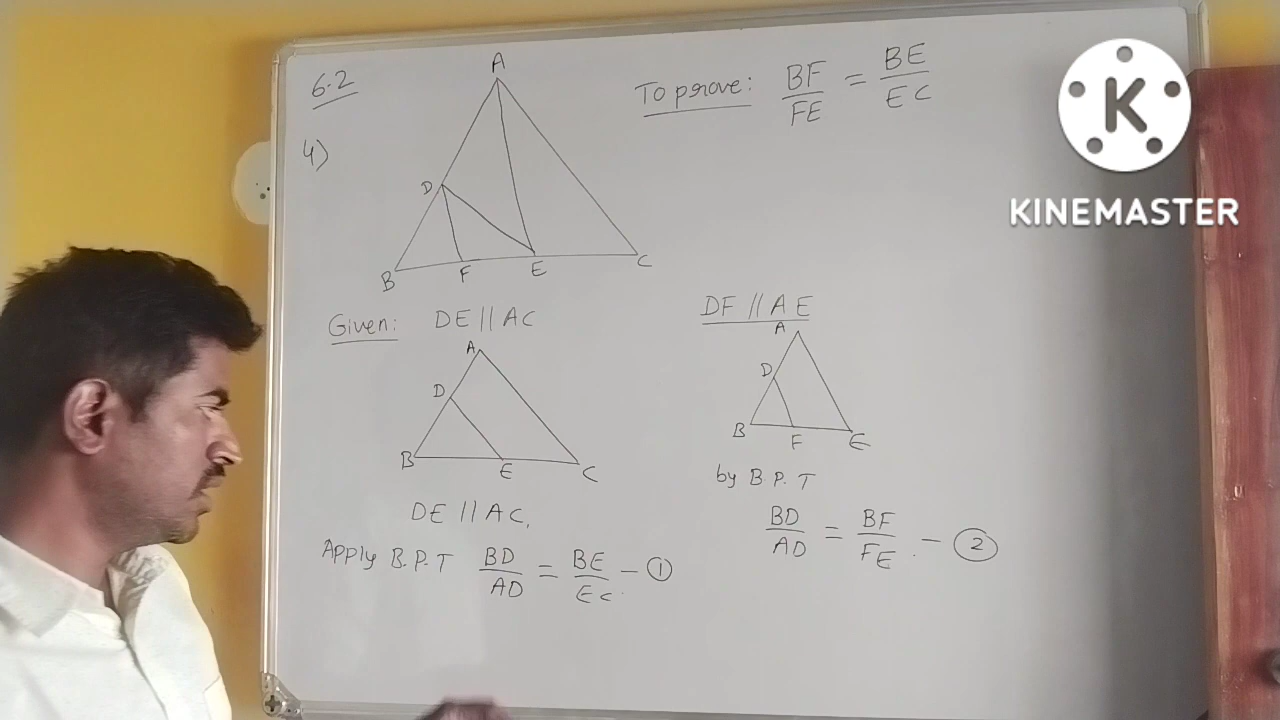 6.2
To prove: BF/FE = BE/EC
K
KINEMASTER
4)
A
D
B F E C
Given: DE || AC
DF || AE
A
D
B E C
A
D
B F E
DE || AC,
by B.P.T
Apply B.P.T BD/AD = BE/EC - ①
BD/AD = BF/FE. - ②